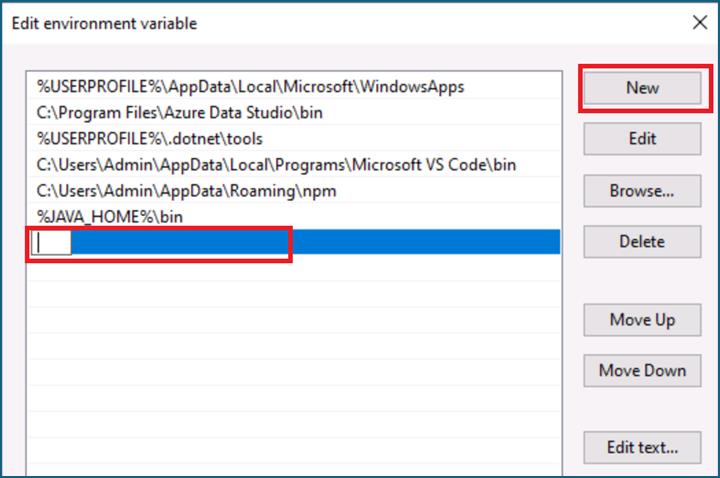 Edit environment variable
%USERPROFILE%\AppData\Local\Microsoft\WindowsApps
C:\Program Files\Azure Data Studio\bin
%USERPROFILE%\.dotnet\tools
C:\Users\Admin\AppData\Local\Programs\Microsoft VS Code\bin
C:\Users\Admin\AppData\Roaming\npm
%JAVA_HOME%\bin
New
Edit
Browse...
Delete
Move Up
Move Down
Edit text...